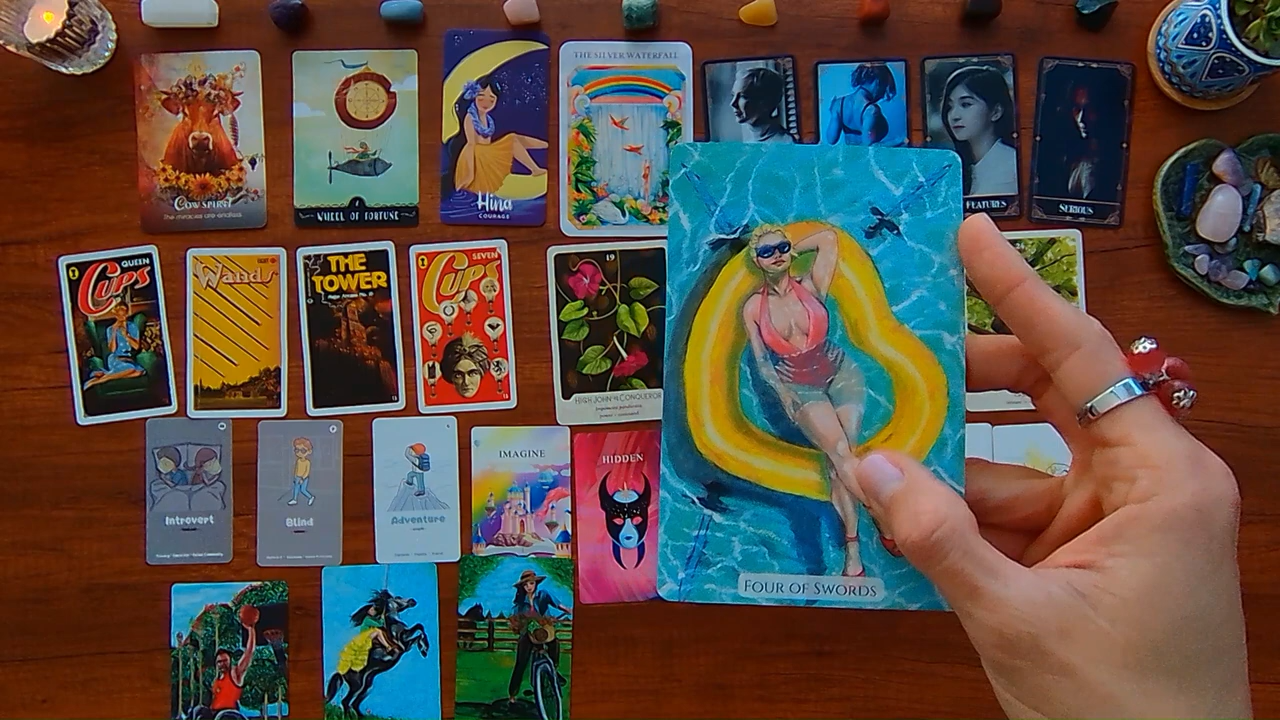 COW SPIRIT
The miracles are endless
WHEEL OF FORTUNE
Hina
COURAGE
THE SILVER WATERFALL
FEATURES
SERIOUS
QUEEN
CUPS
Wands
THE
TOWER
SEVEN
CUPS
19
HIGH JOHN THE CONQUEROR
Introvert
Blind
Adventure
IMAGINE
HIDDEN
FOUR OF SWORDS